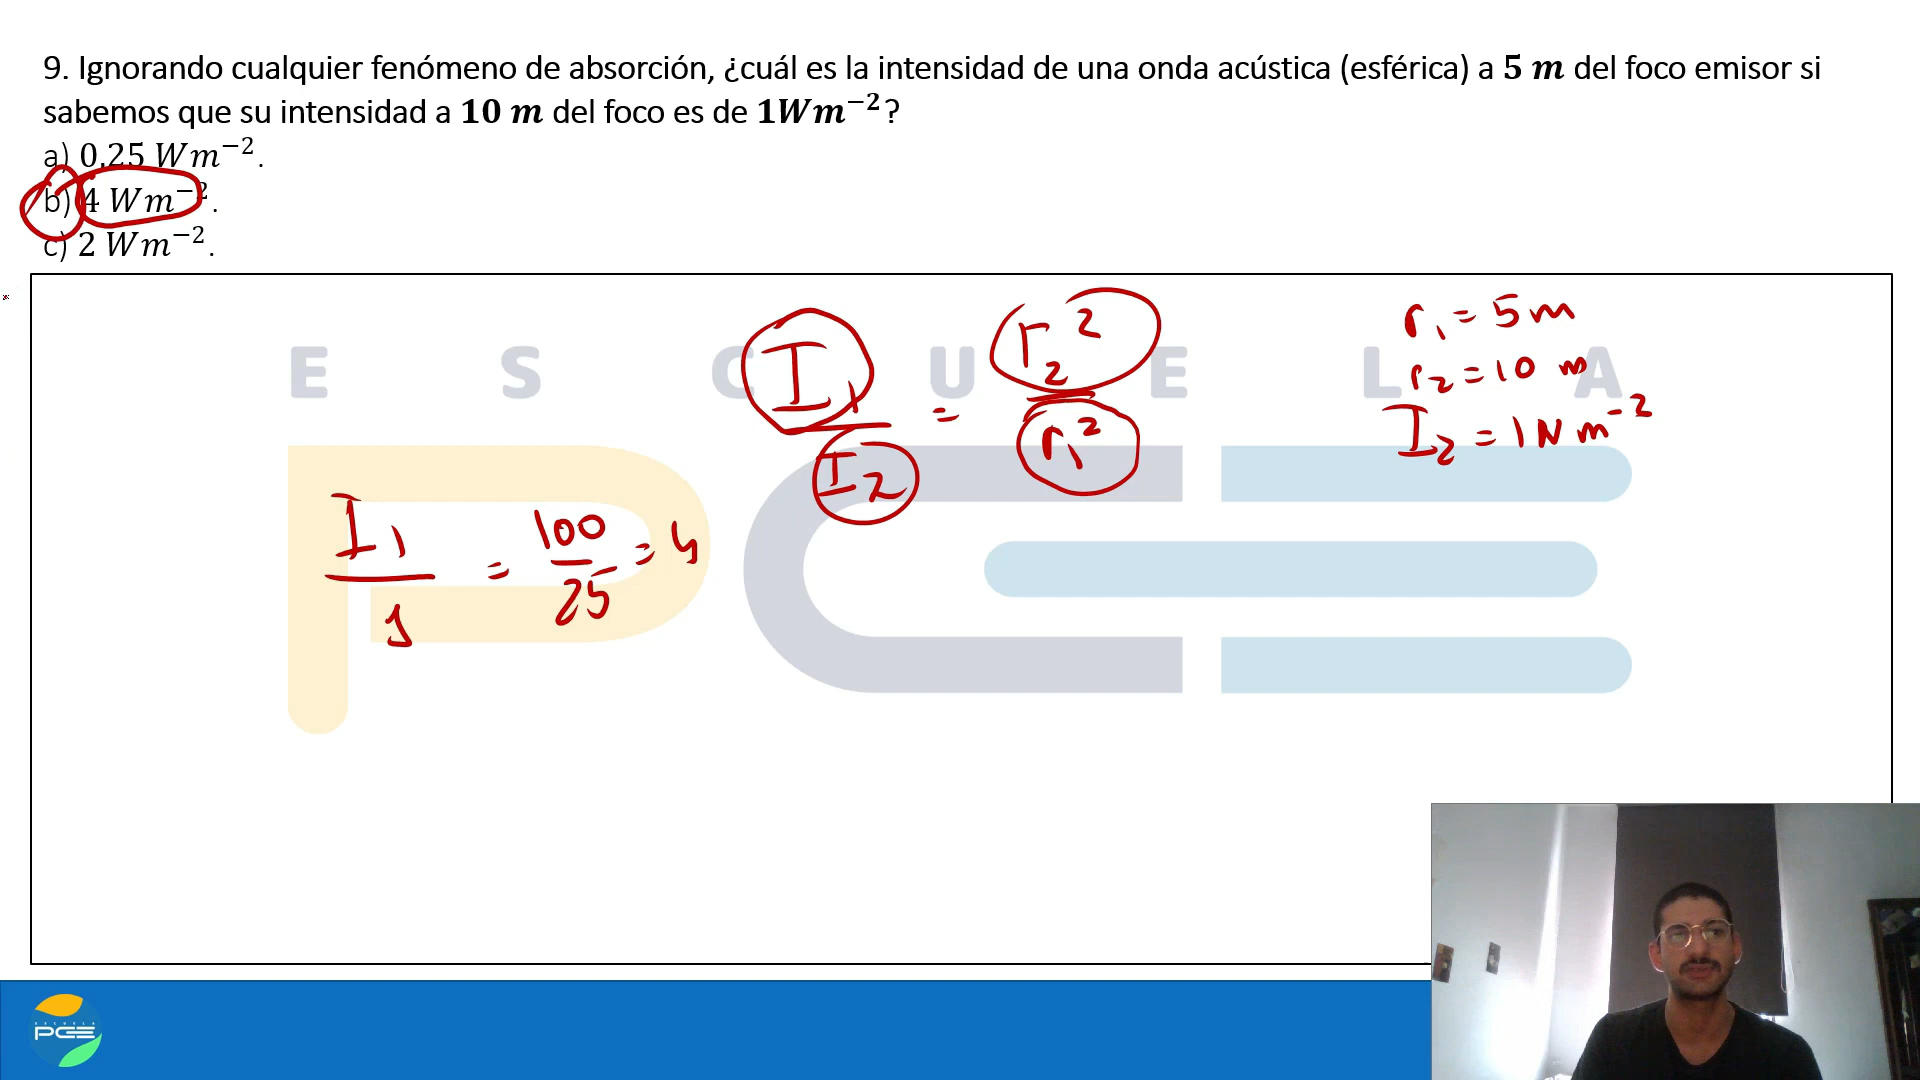 9. Ignorando cualquier fenómeno de absorción, ¿cuál es la intensidad de una onda acústica (esférica) a 5 m del foco emisor si
sabemos que su intensidad a 10 m del foco es de 1Wm⁻²?
a) 0,25 Wm⁻².
b) 4 Wm⁻².
c) 2 Wm⁻².
E S C U E L A
I₁/I₂ = r₂²/r₁²
r₁ = 5 m
r₂ = 10 m
I₂ = 1 W m⁻²
I₁/1 = 100/25 = 4
ESCUELA
PCE